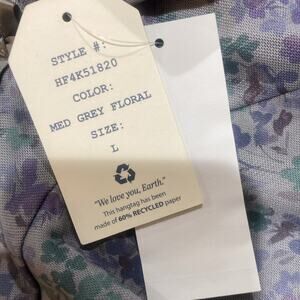 STYLE #:
HF4K51820
COLOR:
MED GREY FLORAL
SIZE:
L
"We love you, Earth."
This hangtag has been
made of 60% RECYCLED paper